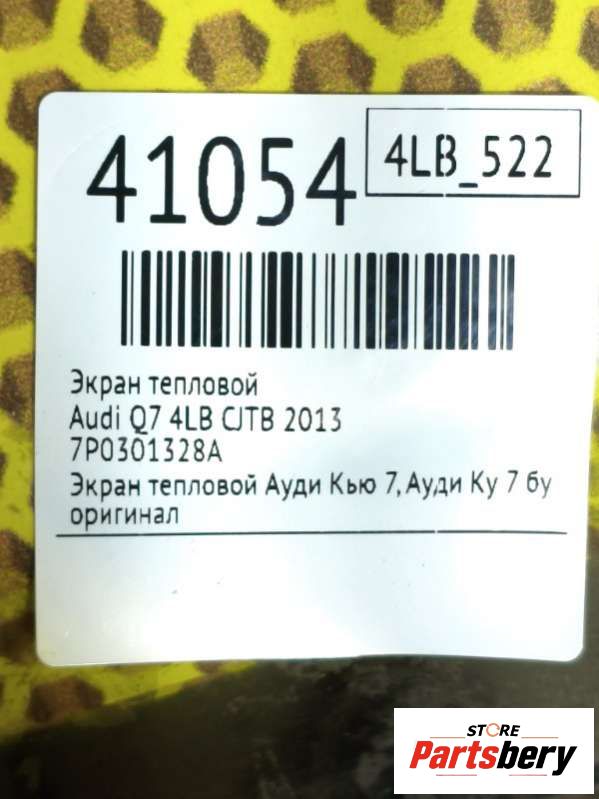 41054
4LB_522
Экран тепловой
Audi Q7 4LB CJTB 2013
7P0301328A
Экран тепловой Ауди Кью 7, Ауди Ку 7 бу
оригинал
STORE
Partsbery